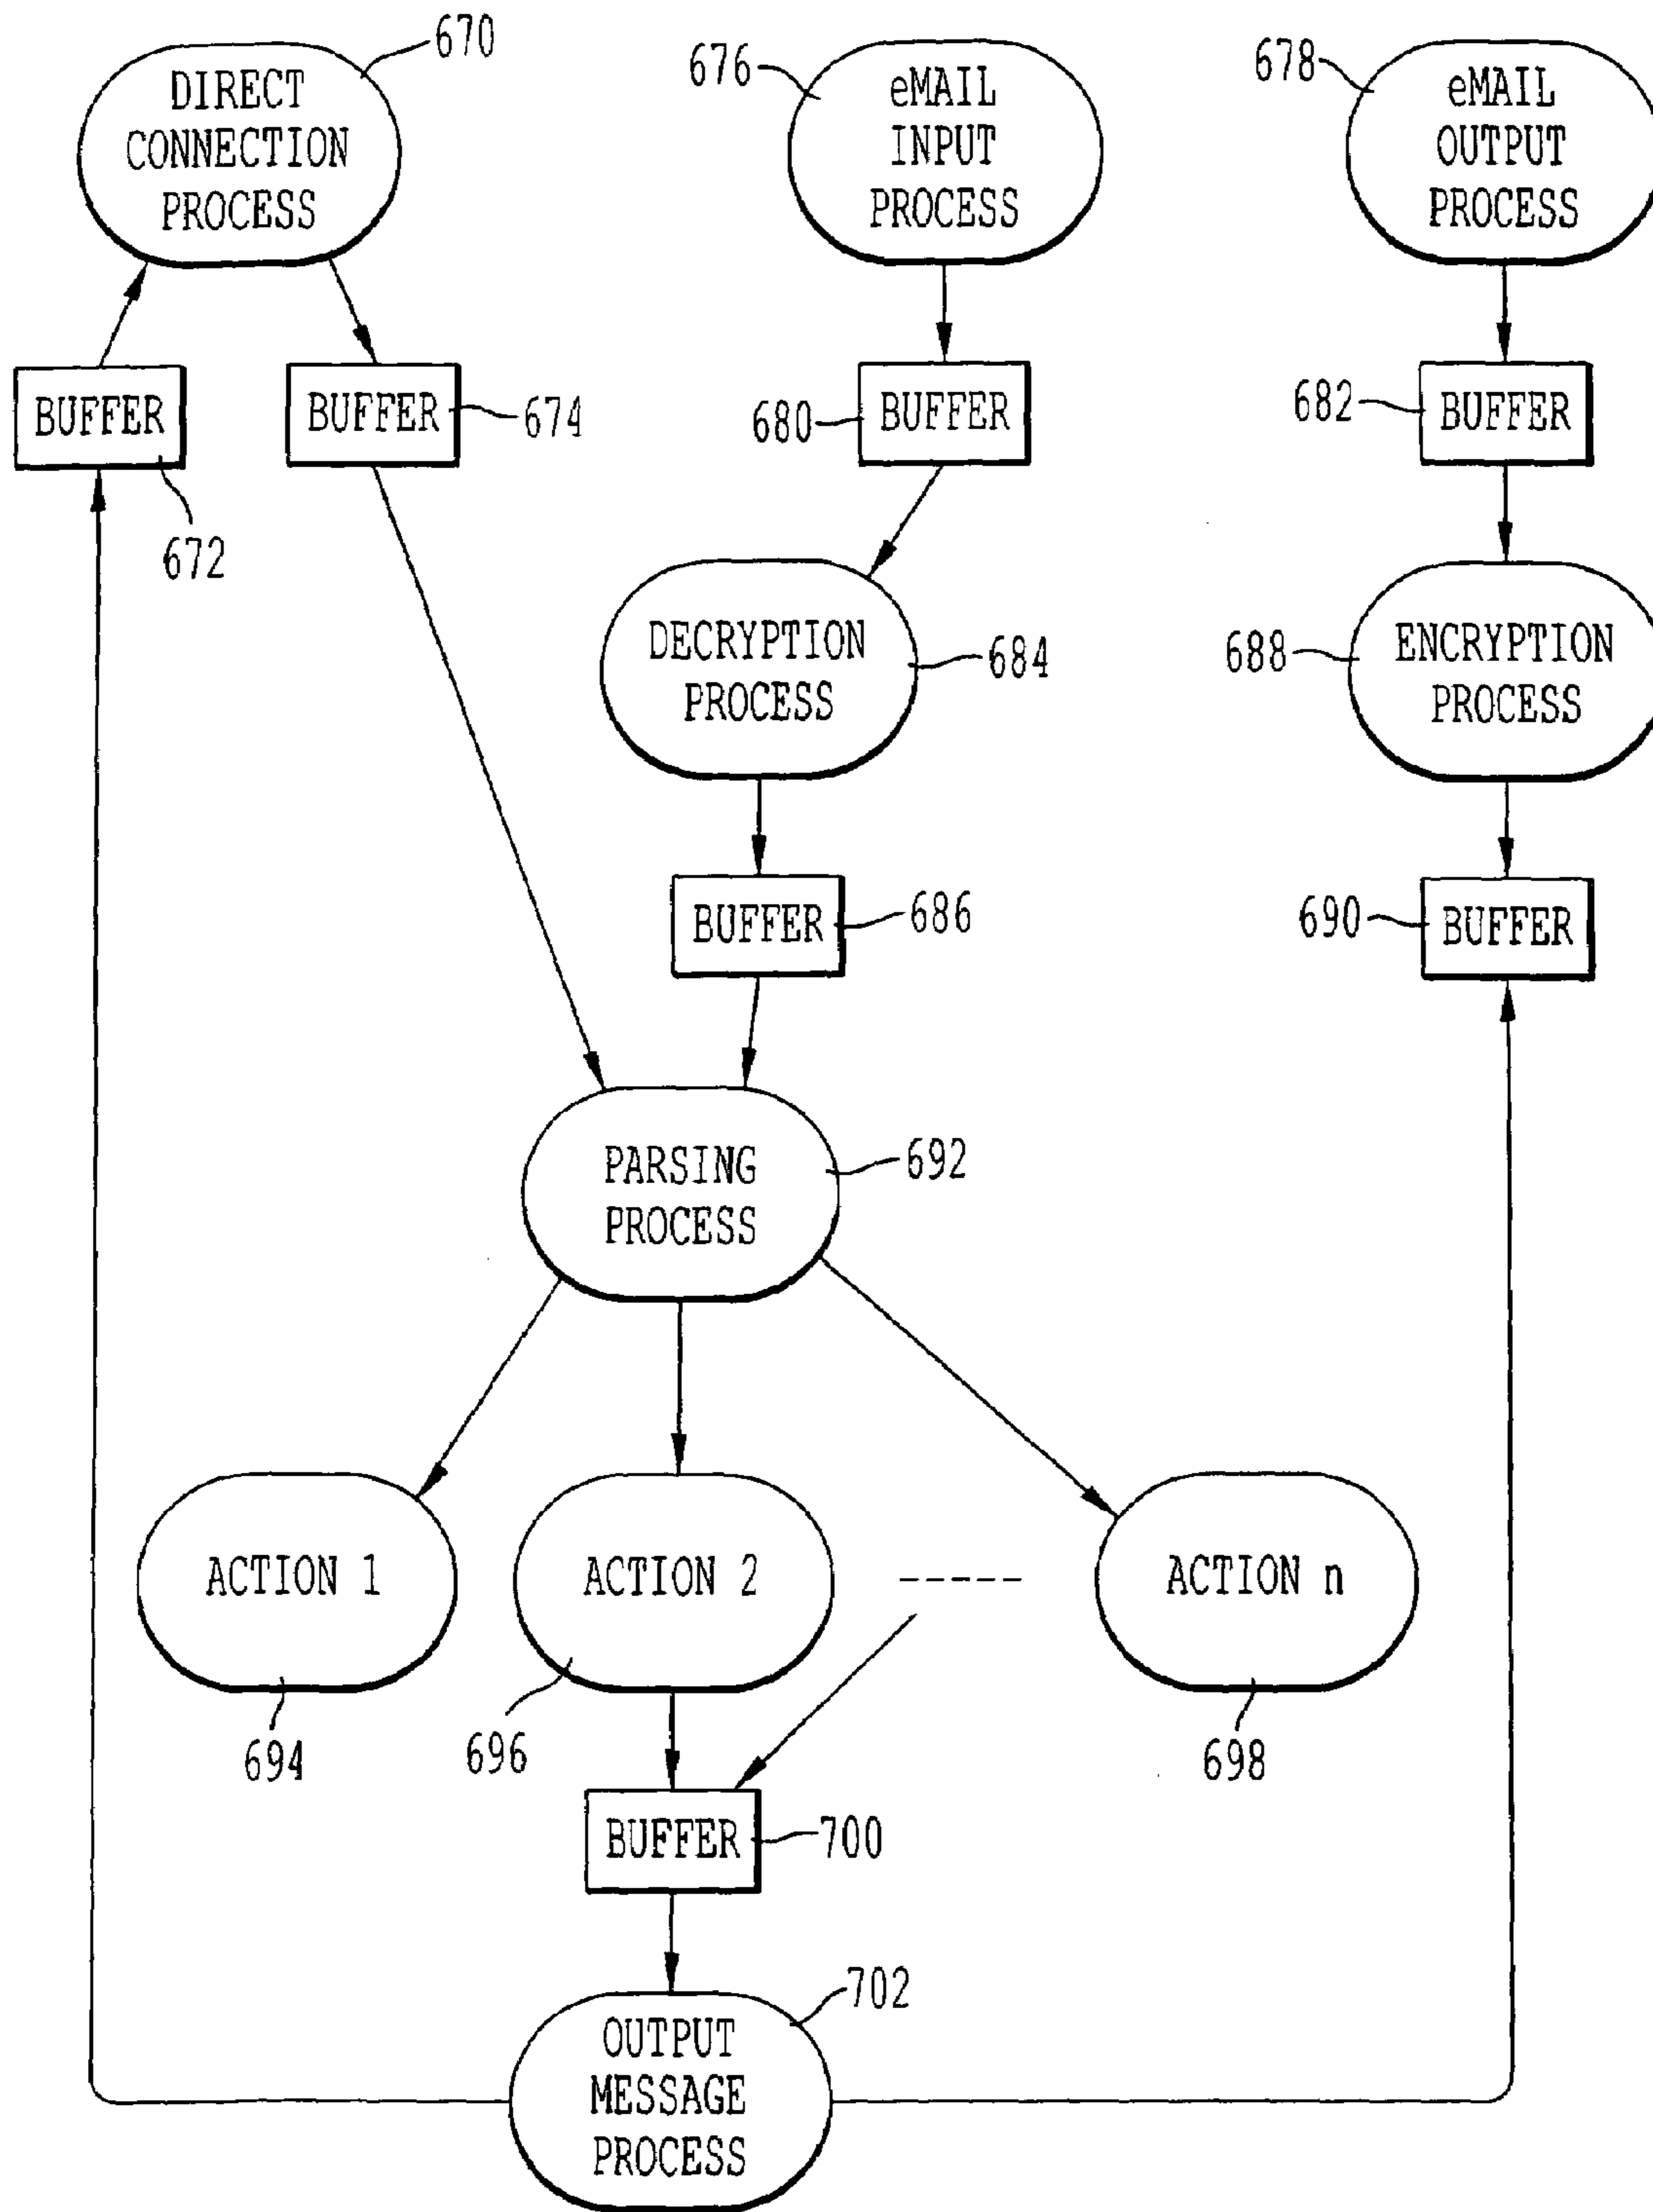 670
DIRECT
CONNECTION
PROCESS
676
eMAIL
INPUT
PROCESS
678
eMAIL
OUTPUT
PROCESS
BUFFER
672
BUFFER
674
680
BUFFER
682
BUFFER
DECRYPTION
PROCESS
684
688
ENCRYPTION
PROCESS
BUFFER
686
690
BUFFER
PARSING
PROCESS
692
ACTION 1
694
ACTION 2
696
-----
ACTION n
698
BUFFER
700
702
OUTPUT
MESSAGE
PROCESS